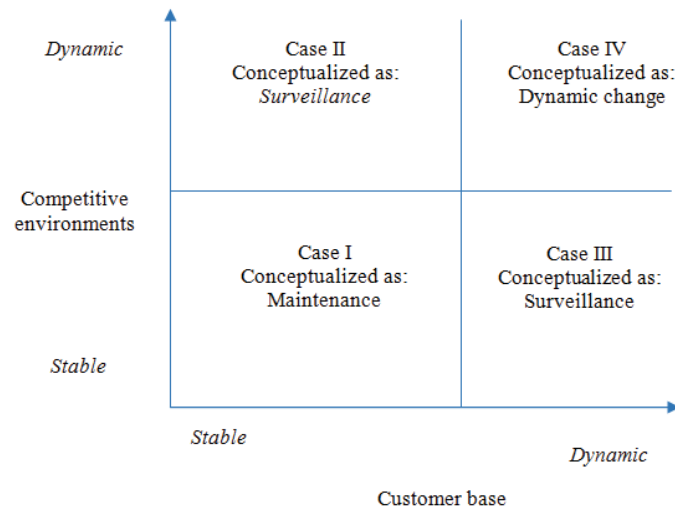 Dynamic
Case II
Conceptualized as:
Surveillance
Case IV
Conceptualized as:
Dynamic change
Competitive
environments
Case I
Conceptualized as:
Maintenance
Case III
Conceptualized as:
Surveillance
Stable
Stable
Dynamic
Customer base